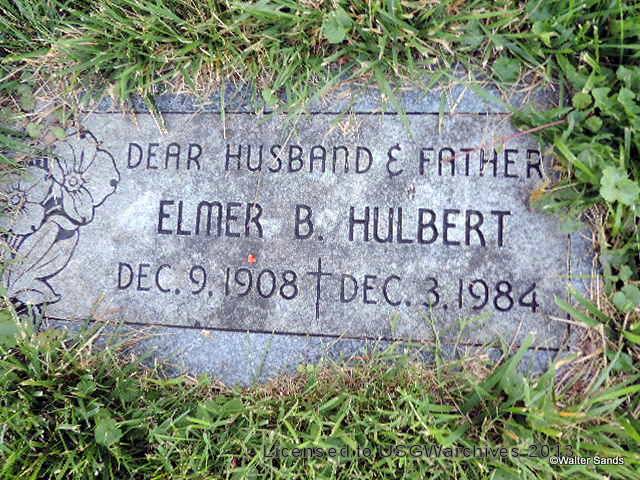 DEAR HUSBAND & FATHER
ELMER B. HULBERT
DEC. 9, 1908 † DEC. 3, 1984
Licensed to USGWarchives 2013
©Walter Sands